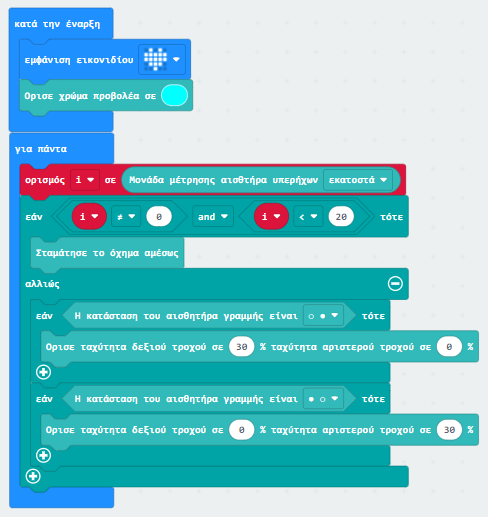 κατά την έναρξη
εμφάνιση εικονιδίου
Ορισε χρώμα προβολέα σε
για πάντα
ορισμός i σε Μονάδα μέτρησης αισθτήρα υπερήχων εκατοστά
εάν i ≠ 0 and i < 20 τότε
Σταμάτησε το όχημα αμέσως
αλλιώς
εάν Η κατάσταση του αισθητήρα γραμμής είναι ○ ● τότε
Ορισε ταχύτητα δεξιού τροχού σε 30 % ταχύτητα αριστερού τροχού σε 0 %
εάν Η κατάσταση του αισθητήρα γραμμής είναι ● ○ τότε
Ορισε ταχύτητα δεξιού τροχού σε 0 % ταχύτητα αριστερού τροχού σε 30 %